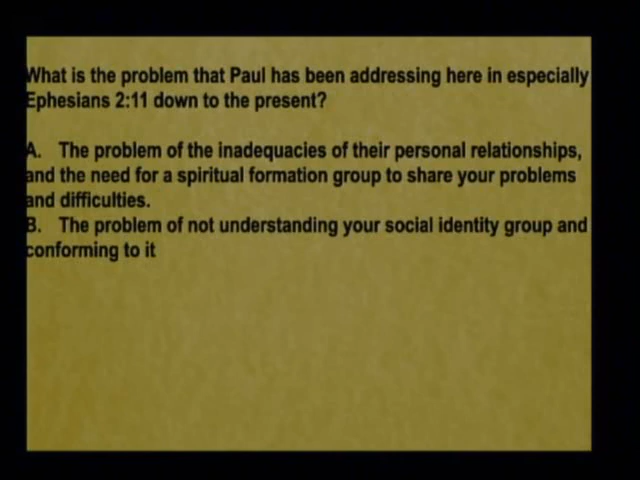 What is the problem that Paul has been addressing here in especially
Ephesians 2:11 down to the present?
A. The problem of the inadequacies of their personal relationships,
and the need for a spiritual formation group to share your problems
and difficulties.
B. The problem of not understanding your social identity group and
conforming to it